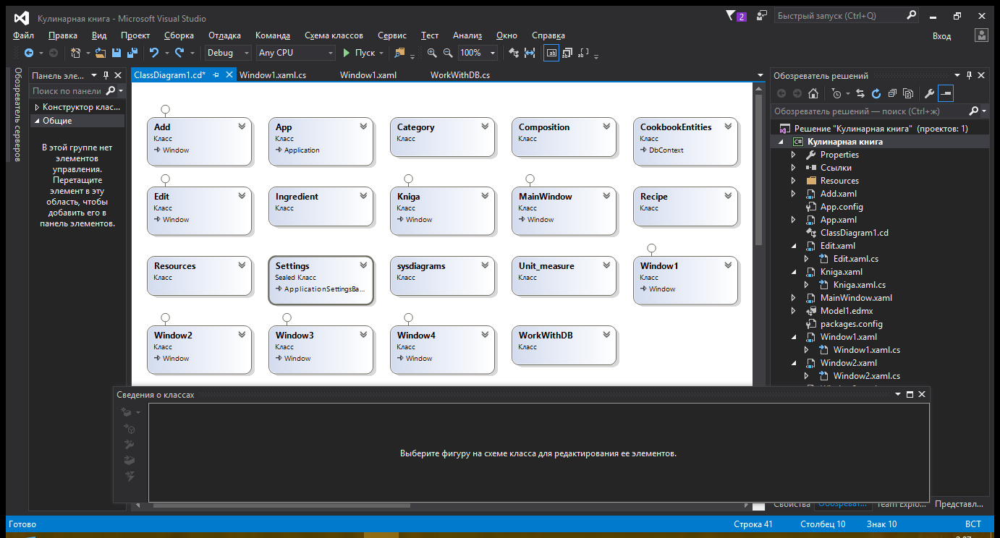 Кулинарная книга - Microsoft Visual Studio
2
Быстрый запуск (Ctrl+Q)
Файл Правка Вид Проект Сборка Отладка Команда Схема классов Сервис Тест Анализ Окно Справка
Вход
Debug Any CPU Пуск 100%
Обозреватель серверов
Панель эле...
Поиск по панели
Конструктор клас...
Общие
В этой группе нет
элементов
управления.
Перетащите
элемент в эту
область, чтобы
добавить его в
панель элементов.
ClassDiagram1.cd* Window1.xaml.cs Window1.xaml WorkWithDB.cs
Add
Класс
Window
App
Класс
Application
Category
Класс
Composition
Класс
CookbookEntities
Класс
DbContext
Edit
Класс
Window
Ingredient
Класс
Kniga
Класс
Window
MainWindow
Класс
Window
Recipe
Класс
Resources
Класс
Settings
Sealed Класс
ApplicationSettingsBa...
sysdiagrams
Класс
Unit_measure
Класс
Window1
Класс
Window
Window2
Класс
Window
Window3
Класс
Window
Window4
Класс
Window
WorkWithDB
Класс
Обозреватель решений
Обозреватель решений — поиск (Ctrl+ж)
Решение "Кулинарная книга" (проектов: 1)
C# Кулинарная книга
Properties
Ссылки
Resources
Add.xaml
App.config
App.xaml
ClassDiagram1.cd
Edit.xaml
Edit.xaml.cs
Kniga.xaml
Kniga.xaml.cs
MainWindow.xaml
Model1.edmx
packages.config
Window1.xaml
Window1.xaml.cs
Window2.xaml
Window2.xaml.cs
Сведения о классах
Выберите фигуру на схеме класса для редактирования ее элементов.
Свойства Обозреват... Team Explo... Представл...
Готово Строка 41 Столбец 10 Знак 10 ВСТ